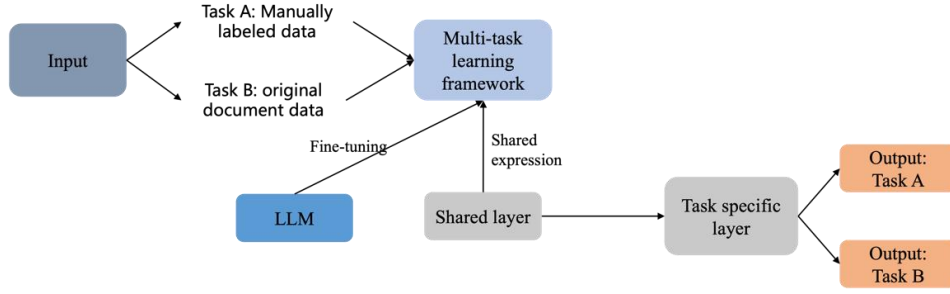 Input
Task A: Manually
labeled data
Task B: original
document data
Multi-task
learning
framework
Fine-tuning
Shared
expression
LLM
Shared layer
Task specific
layer
Output:
Task A
Output:
Task B